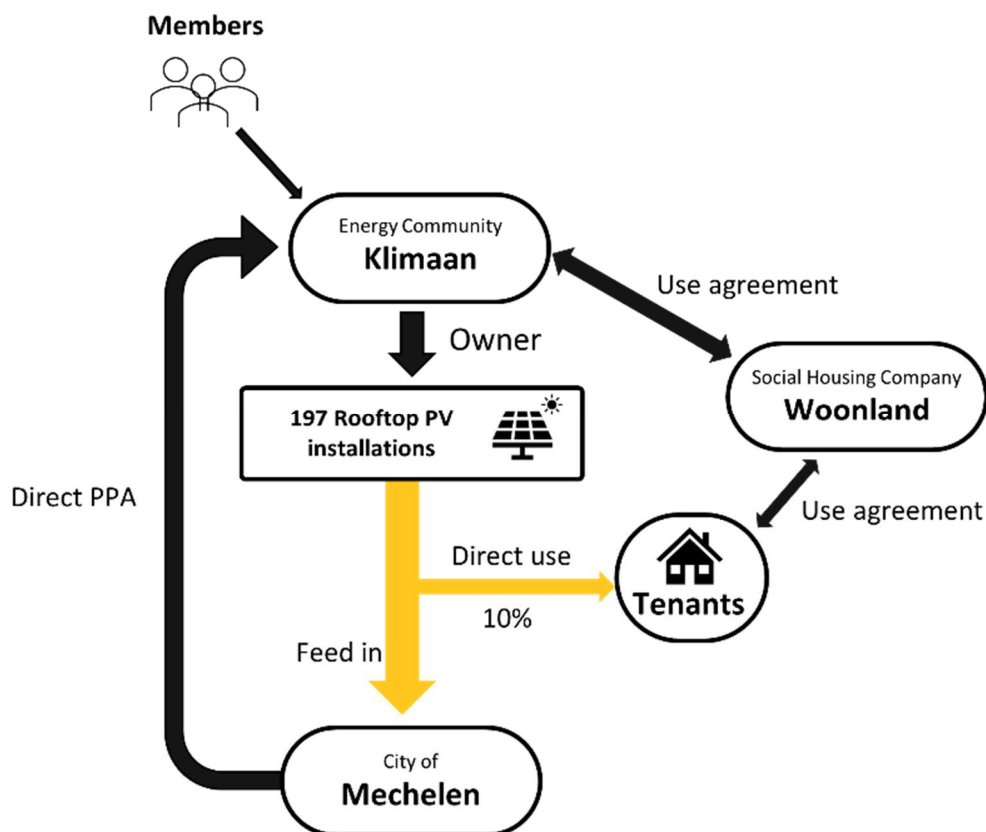 Members
Energy Community
Klimaan
Use agreement
Owner
Social Housing Company
Woonland
197 Rooftop PV
installations
Direct PPA
Use agreement
Direct use
Tenants
10%
Feed in
City of
Mechelen